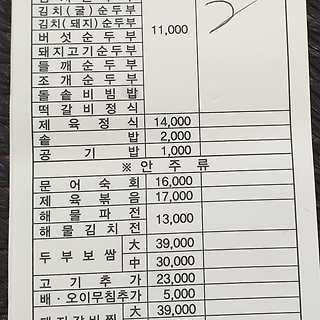 김치(굴)순두부
김치(돼지)순두부
버섯순두부
돼지고기순두부
들깨순두부
조개순두부
돌솥비빔밥
떡갈비정식
11,000
제육정식 14,000
솥밥 2,000
공기밥 1,000
※안주류
문어숙회 16,000
제육볶음 17,000
해물파전
해물김치전
13,000
두부보쌈
大 39,000
中 30,000
고기추가 23,000
배·오이무침추가 5,000
大 39,000